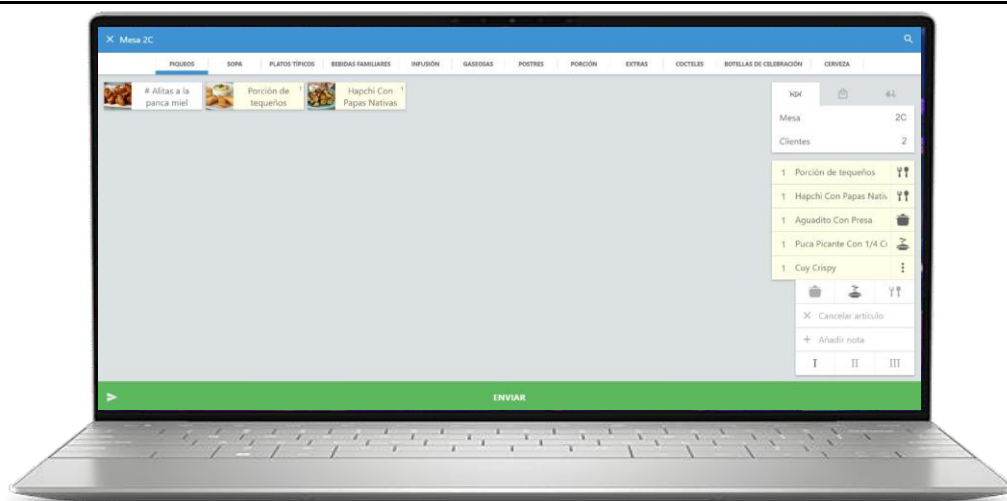 × Mesa 2C
PIQUEOS SOPA PLATOS TÍPICOS BEBIDAS FAMILIARES INFUSIÓN GASEOSAS POSTRES PORCIÓN EXTRAS COCTELES BOTELLAS DE CELEBRACIÓN CERVEZA
# Alitas a la
panca miel
Porción de 1
tequeños
Hapchi Con 1
Papas Nativas
Mesa 2C
Clientes 2
1 Porción de tequeños
1 Hapchi Con Papas Nativ
1 Aguadito Con Presa
1 Puca Picante Con 1/4 C
1 Cuy Crispy
× Cancelar artículo
+ Añadir nota
I II III
ENVIAR